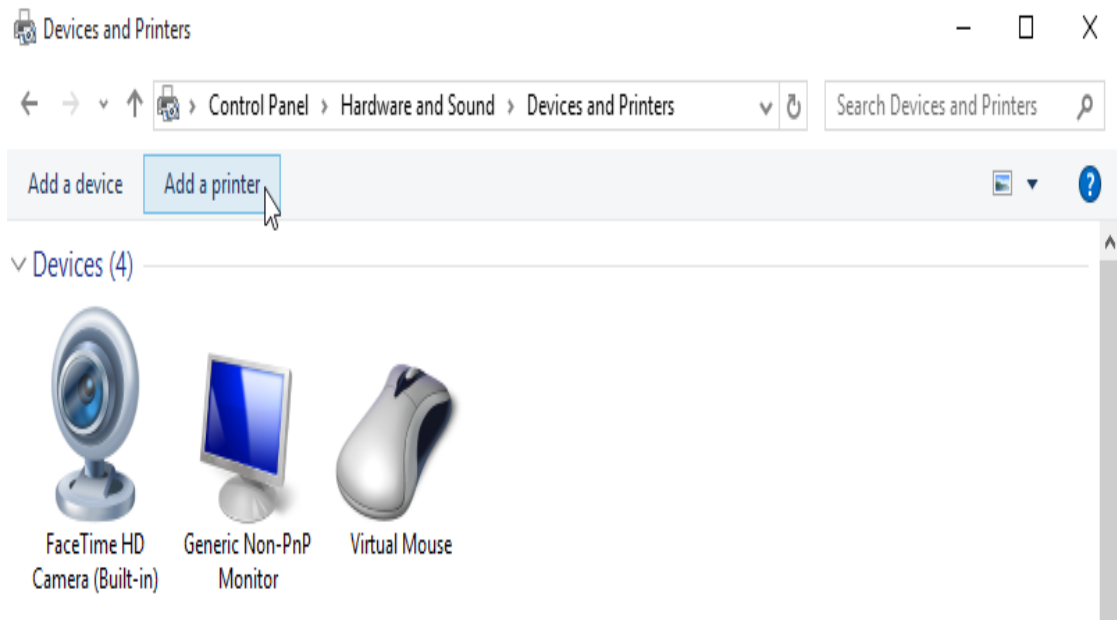 Devices and Printers
Control Panel > Hardware and Sound > Devices and Printers
Search Devices and Printers
Add a device
Add a printer
?
Devices (4)
FaceTime HD
Camera (Built-in)
Generic Non-PnP
Monitor
Virtual Mouse